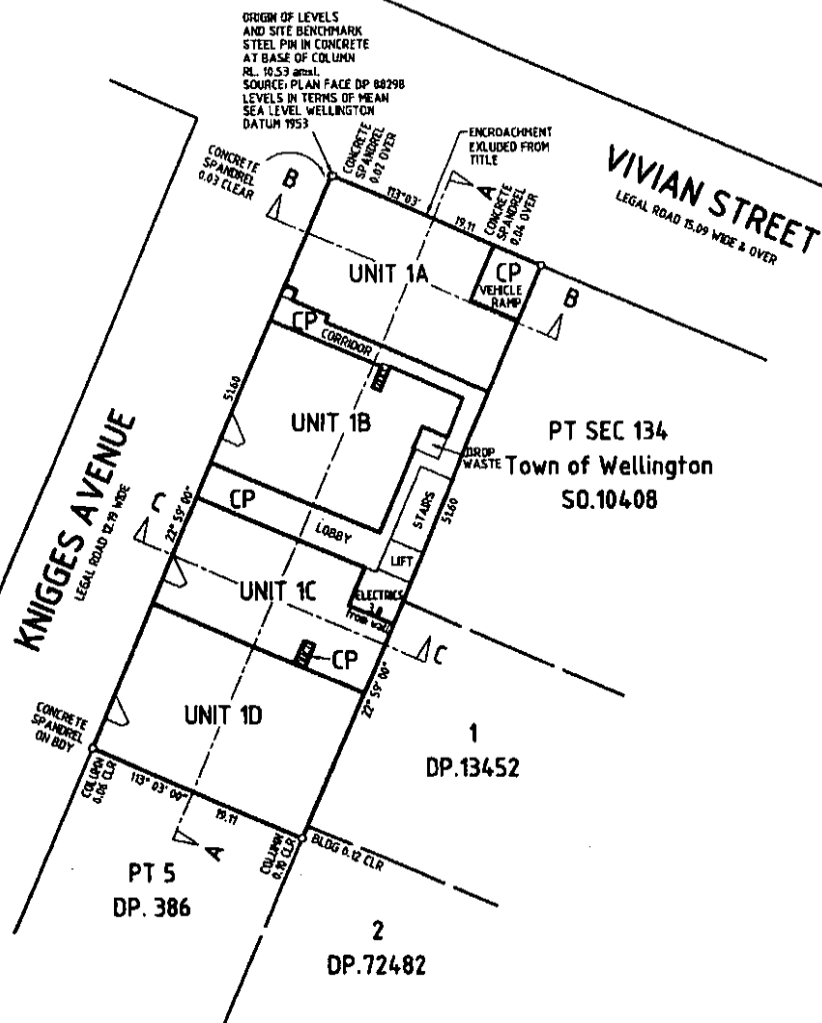 ORIGIN OF LEVELS
AND SITE BENCHMARK
STEEL PIN IN CONCRETE
AT BASE OF COLUMN
RL. 10.53 amsl.
SOURCE: PLAN FACE DP 88298
LEVELS IN TERMS OF MEAN
SEA LEVEL WELLINGTON
DATUM 1953
CONCRETE
SPANDREL
0.03 CLEAR
CONCRETE
SPANDREL
0.02 OVER
ENCROACHMENT
EXLUDED FROM
TITLE
VIVIAN STREET
LEGAL ROAD 15.09 WIDE & OVER
B
A
113°03'
19.11
CONCRETE
SPANDREL
0.04 OVER
UNIT 1A
CP
VEHICLE
RAMP
B
CP
CORRIDOR
51.60
UNIT 1B
DROP
WASTE
PT SEC 134
Town of Wellington
SO.10408
KNIGGES AVENUE
LEGAL ROAD 12.19 WIDE
C
22° 59' 00"
CP
LOBBY
STAIRS
51.60
LIFT
UNIT 1C
ELECTRICS
from wall
C
CP
22° 59' 00"
UNIT 1D
CONCRETE
SPANDREL
ON BDY
1
DP.13452
COLUMN
0.06 CLR
113° 03' 00"
19.11
A
COLUMN
0.10 CLR
BLDG 0.12 CLR
PT 5
DP. 386
2
DP.72482